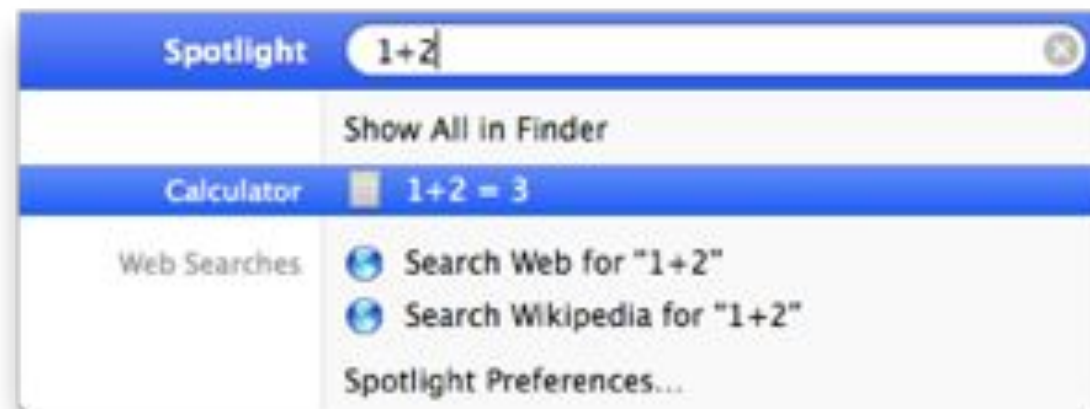 Spotlight 1+2
Show All in Finder
Calculator 1+2 = 3
Web Searches Search Web for "1+2"
Search Wikipedia for "1+2"
Spotlight Preferences...